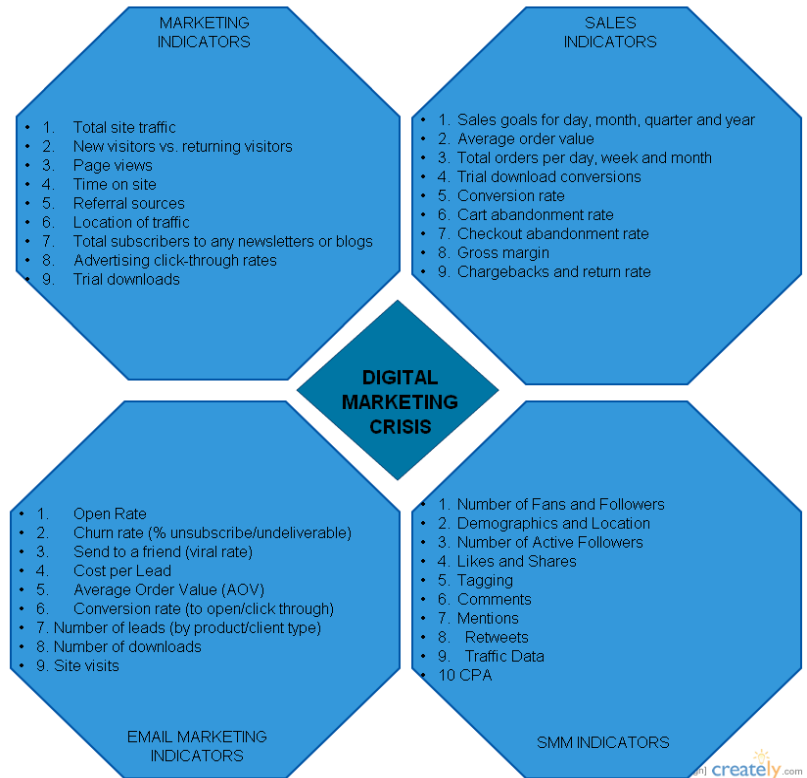 MARKETING
INDICATORS
• 1. Total site traffic
• 2. New visitors vs. returning visitors
• 3. Page views
• 4. Time on site
• 5. Referral sources
• 6. Location of traffic
• 7. Total subscribers to any newsletters or blogs
• 8. Advertising click-through rates
• 9. Trial downloads
SALES
INDICATORS
• 1. Sales goals for day, month, quarter and year
• 2. Average order value
• 3. Total orders per day, week and month
• 4. Trial download conversions
• 5. Conversion rate
• 6. Cart abandonment rate
• 7. Checkout abandonment rate
• 8. Gross margin
• 9. Chargebacks and return rate
DIGITAL
MARKETING
CRISIS
• 1. Open Rate
• 2. Churn rate (% unsubscribe/undeliverable)
• 3. Send to a friend (viral rate)
• 4. Cost per Lead
• 5. Average Order Value (AOV)
• 6. Conversion rate (to open/click through)
• 7. Number of leads (by product/client type)
• 8. Number of downloads
• 9. Site visits
EMAIL MARKETING
INDICATORS
• 1. Number of Fans and Followers
• 2. Demographics and Location
• 3. Number of Active Followers
• 4. Likes and Shares
• 5. Tagging
• 6. Comments
• 7. Mentions
• 8. Retweets
• 9. Traffic Data
• 10 CPA
SMM INDICATORS
creately.com